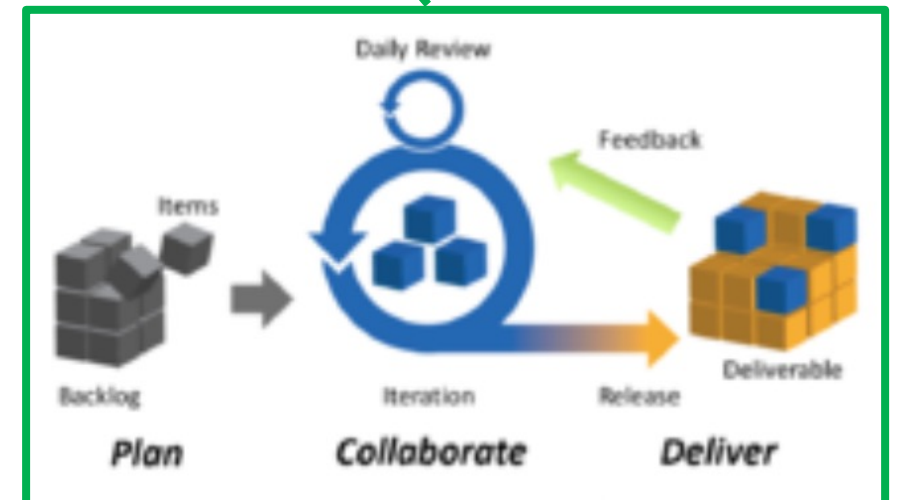 Daily Review
Feedback
Items
Deliverable
Backlog
Iteration
Release
Plan
Collaborate
Deliver